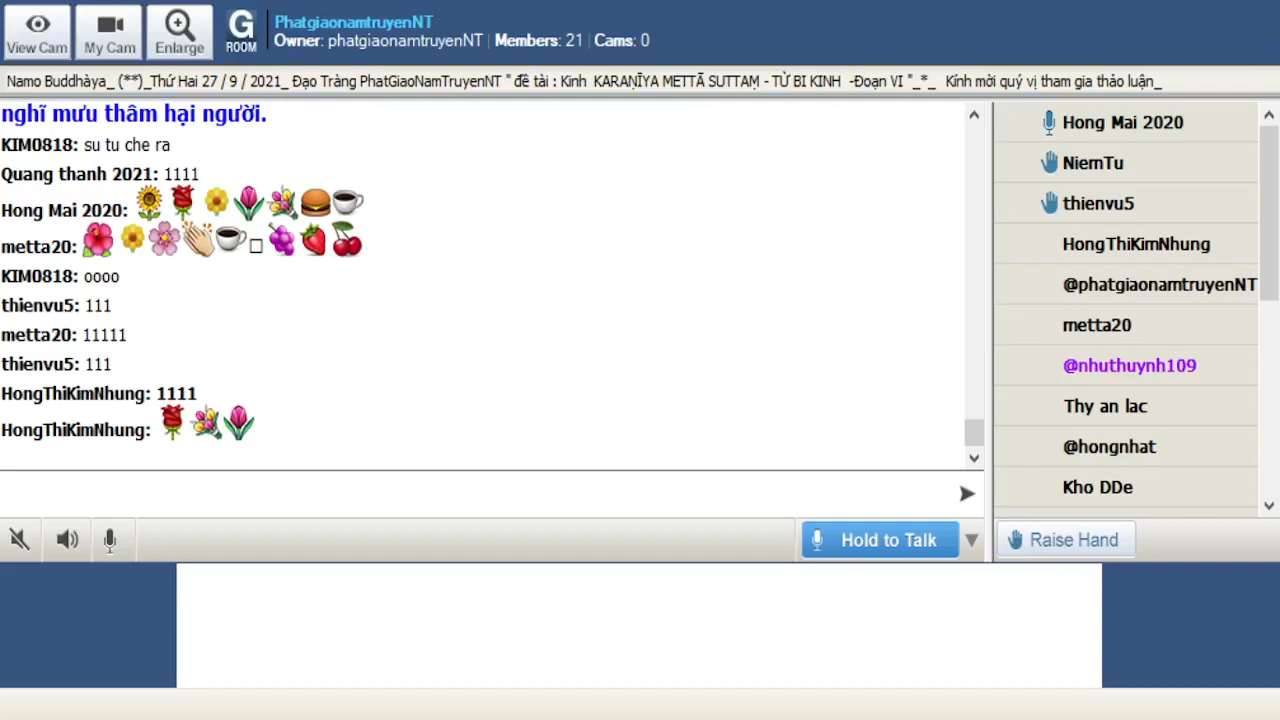 PhatgiaonamtruyenNT
Owner: phatgiaonamtruyenNT | Members: 21 | Cams: 0
View Cam
My Cam
Enlarge
G
ROOM
Namo Buddhàya_ (**)_Thứ Hai 27 / 9 / 2021_ Đạo Tràng PhatGiaoNamTruyenNT " đề tài : Kinh KARAṆĪYA METTĀ SUTTAṂ - TỪ BI KINH -Đoạn VI "_*_ Kính mời quý vị tham gia thảo luận_
nghĩ mưu thâm hại người.
KIM0818: su tu che ra
Quang thanh 2021: 1111
Hong Mai 2020:
metta20:
KIM0818: oooo
thienvu5: 111
metta20: 11111
thienvu5: 111
HongThiKimNhung: 1111
HongThiKimNhung:
Hong Mai 2020
NiemTu
thienvu5
HongThiKimNhung
@phatgiaonamtruyenNT
metta20
@nhuthuynh109
Thy an lac
@hongnhat
Kho DDe
Hold to Talk
Raise Hand